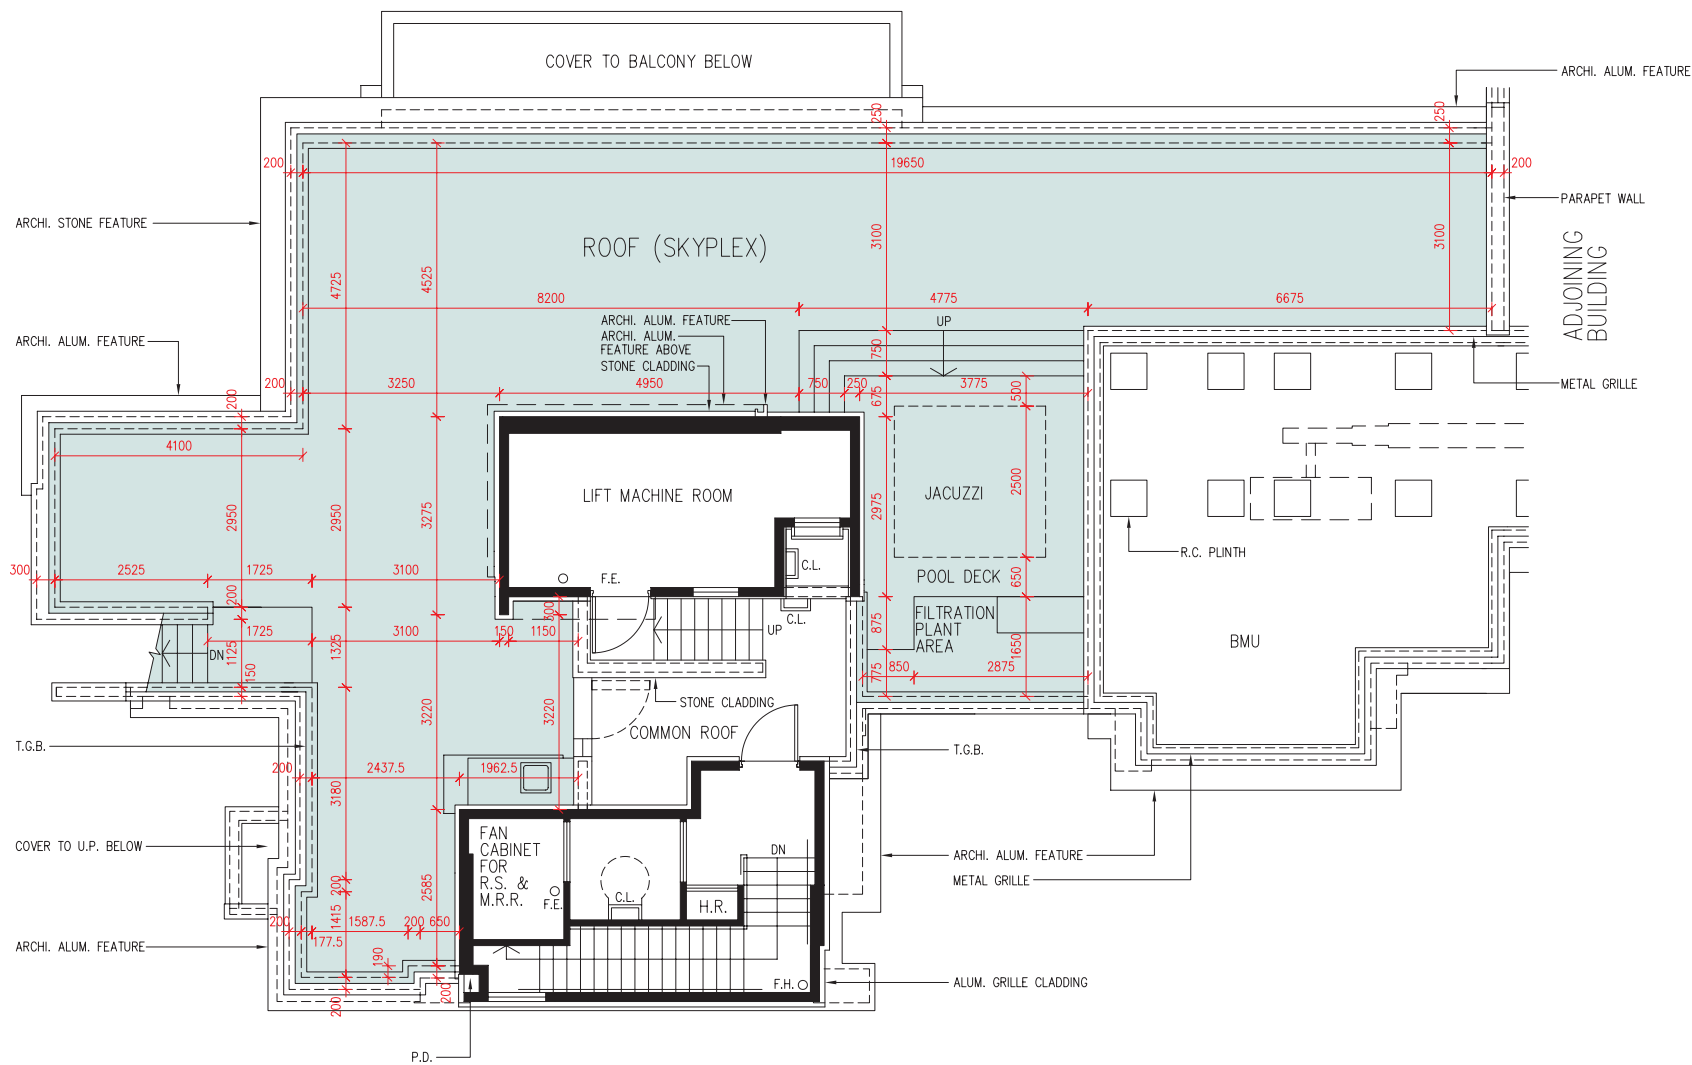 COVER TO BALCONY BELOW
ARCHI. ALUM. FEATURE
250
250
200
19650
200
PARAPET WALL
ARCHI. STONE FEATURE
ROOF (SKYPLEX)
3100
3100
ADJOINING
BUILDING
4725
4525
8200
4775
6675
ARCHI. ALUM. FEATURE
UP
ARCHI. ALUM. FEATURE
ARCHI. ALUM.
FEATURE ABOVE
STONE CLADDING
750
200
3250
4950
750
250
3775
METAL GRILLE
200
675
500
4100
LIFT MACHINE ROOM
JACUZZI
2950
2950
3275
2975
2500
R.C. PLINTH
300
2525
1725
3100
F.E.
C.L.
POOL DECK
650
200
300
C.L.
FILTRATION
PLANT
AREA
875
1725
3100
150
1150
UP
BMU
DN
1125
1325
150
1650
775
850
2875
STONE CLADDING
3220
3220
COMMON ROOF
T.G.B.
T.G.B.
200
2437.5
1962.5
3180
FAN
CABINET
FOR
R.S. &
M.R.R.
F.E.
COVER TO U.P. BELOW
DN
ARCHI. ALUM. FEATURE
METAL GRILLE
200
2585
C.L.
H.R.
200
1415
1587.5
200
650
177.5
ARCHI. ALUM. FEATURE
190
200
200
F.H.
ALUM. GRILLE CLADDING
P.D.